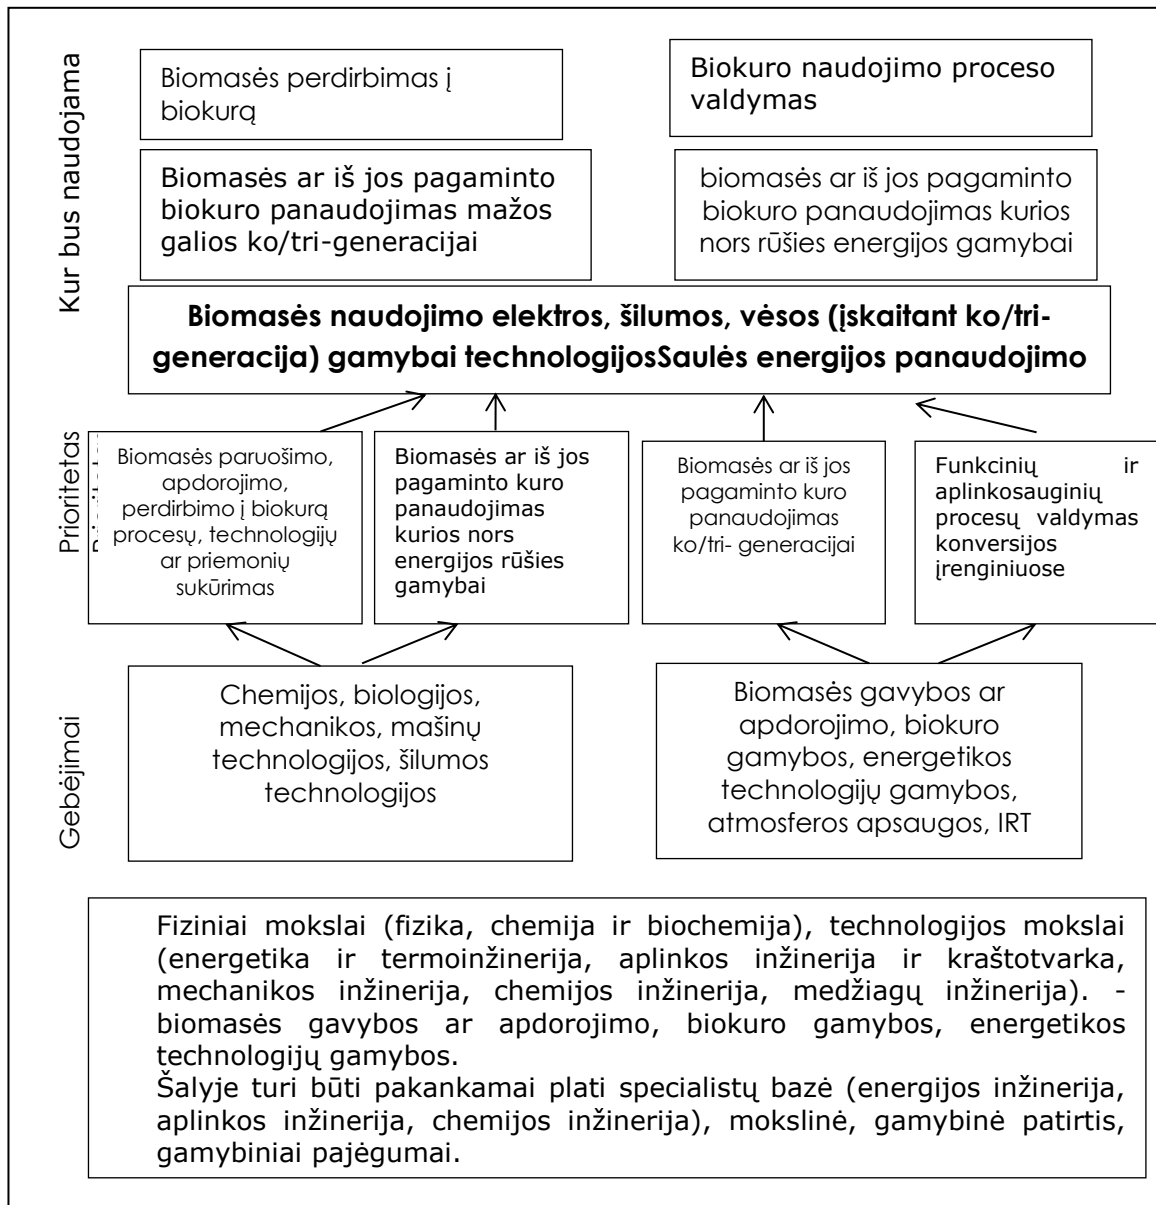 Kur bus naudojama
Biomasės perdirbimas į
biokurą
Biokuro naudojimo proceso
valdymas
Biomasės ar iš jos pagaminto
biokuro panaudojimas mažos
galios ko/tri-generacijai
biomasės ar iš jos pagaminto
biokuro panaudojimas kurios
nors rūšies energijos gamybai
Biomasės naudojimo elektros, šilumos, vėsos (įskaitant ko/tri-
generacija) gamybai technologijosSaulės energijos panaudojimo
Prioritetas
Biomasės paruošimo,
apdorojimo,
perdirbimo į biokurą
procesų, technologijų
ar priemonių
sukūrimas
Biomasės ar iš jos
pagaminto kuro
panaudojimas
kurios nors
energijos rūšies
gamybai
Biomasės ar iš jos
pagaminto kuro
panaudojimas
ko/tri- generacijai
Funkcinių ir
aplinkosauginių
procesų valdymas
konversijos
įrenginiuose
Gebėjimai
Chemijos, biologijos,
mechanikos, mašinų
technologijos, šilumos
technologijos
Biomasės gavybos ar
apdorojimo, biokuro
gamybos, energetikos
technologijų gamybos,
atmosferos apsaugos, IRT
Fiziniai mokslai (fizika, chemija ir biochemija), technologijos mokslai
(energetika ir termoinžinerija, aplinkos inžinerija ir kraštotvarka,
mechanikos inžinerija, chemijos inžinerija, medžiagų inžinerija). -
biomasės gavybos ar apdorojimo, biokuro gamybos, energetikos
technologijų gamybos.
Šalyje turi būti pakankamai plati specialistų bazė (energijos inžinerija,
aplinkos inžinerija, chemijos inžinerija), mokslinė, gamybinė patirtis,
gamybiniai pajėgumai.